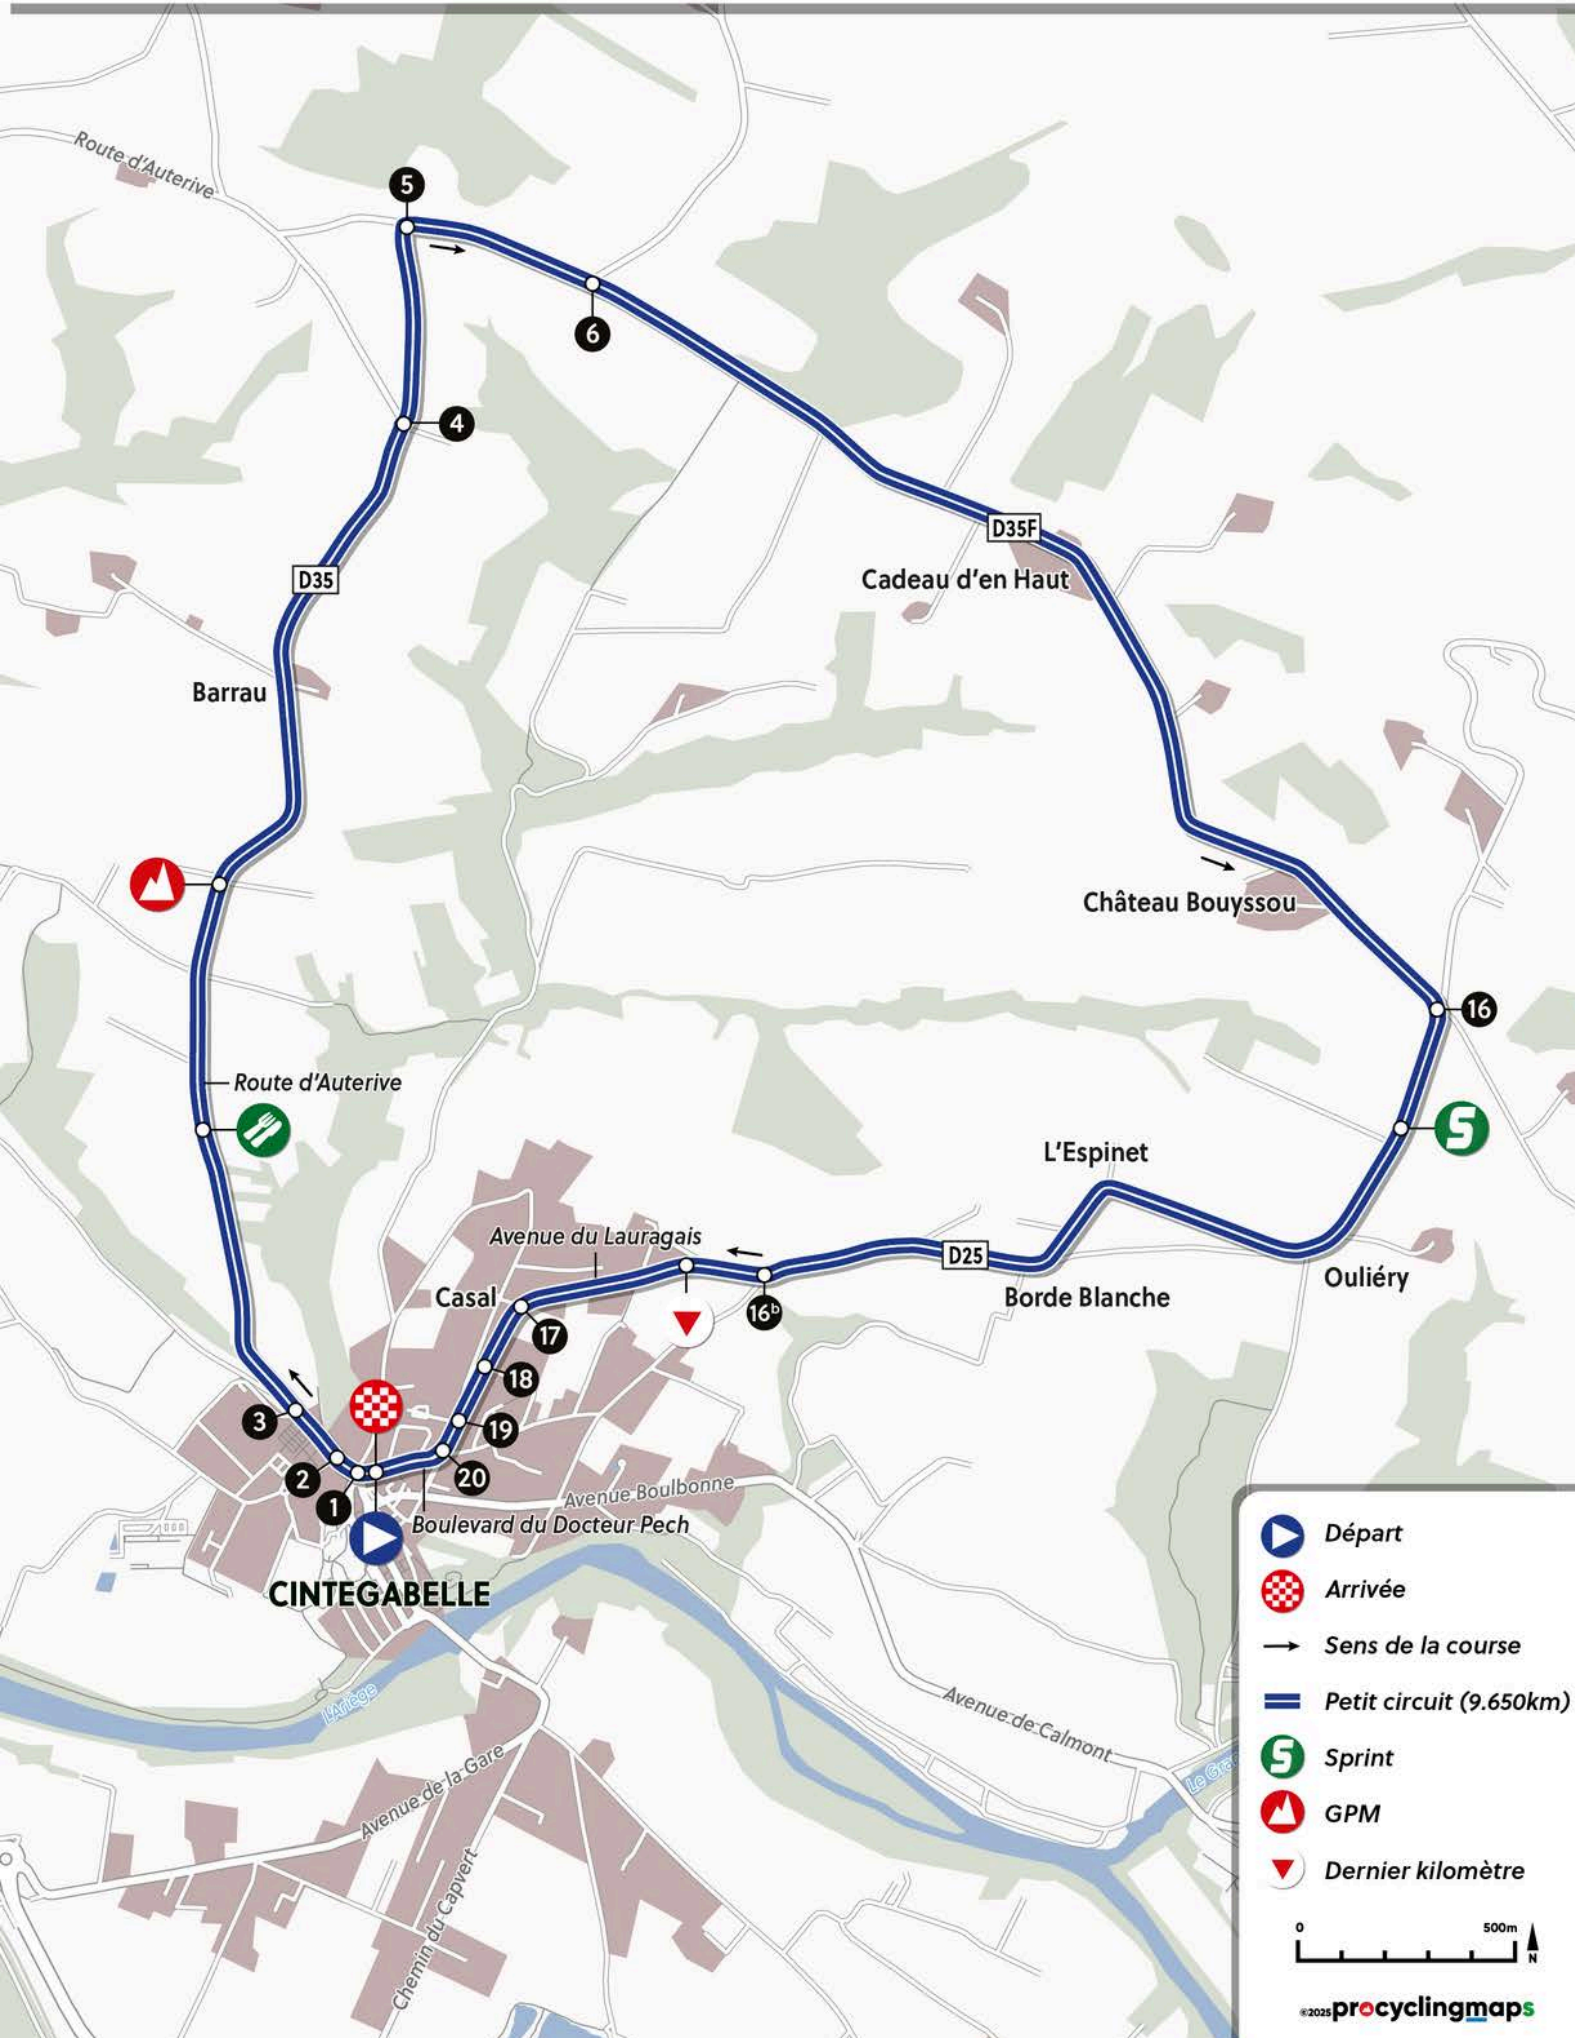 Route d'Auterive
5
6
4
D35F
Cadeau d'en Haut
D35
Barrau
Château Bouyssou
16
Route d'Auterive
S
L'Espinet
Avenue du Lauragais
D25
Ouliéry
Casal
Borde Blanche
16b
17
18
3
19
2
20
1
Avenue Boulbonne
Boulevard du Docteur Pech
CINTEGABELLE
L'Ariège
Avenue de Calmont
Avenue de la Gare
Chemin du Capvert
Départ
Arrivée
Sens de la course
Petit circuit (9.650km)
S Sprint
GPM
Dernier kilomètre
0 500m
N
©2025 procyclingmaps